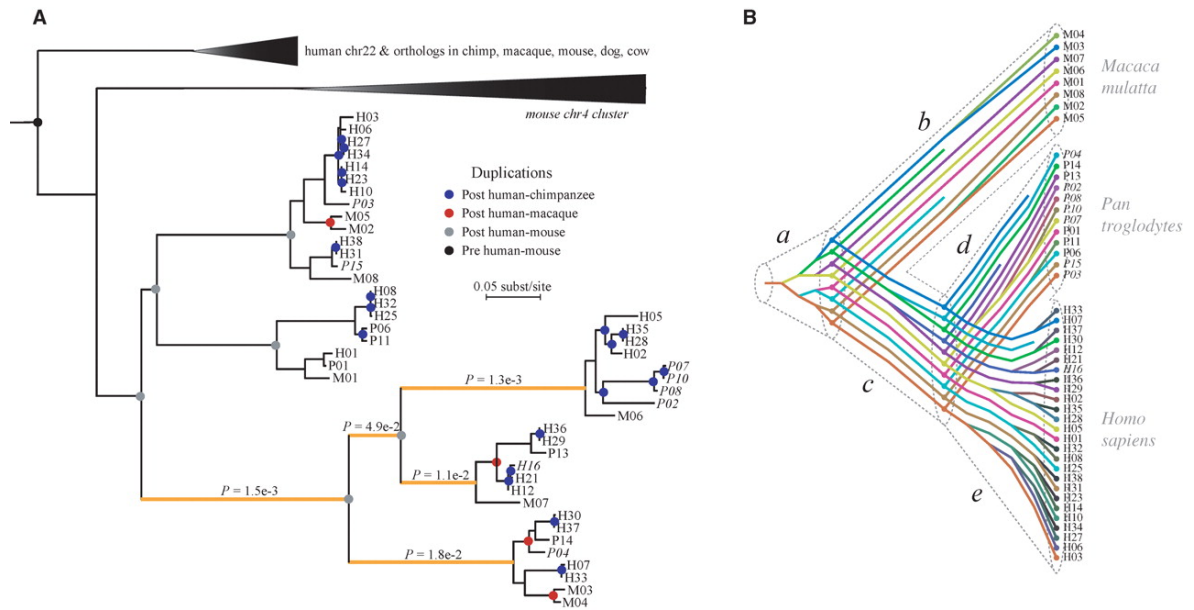 A
human chr22 & orthologs in chimp, macaque, mouse, dog, cow
mouse chr4 cluster
H03
H06
H27
H34
H14
H23
H10
P03
M05
M02
H38
H31
P15
M08
H08
H32
H25
P06
P11
H01
P01
M01
Duplications
Post human-chimpanzee
Post human-macaque
Post human-mouse
Pre human-mouse
0.05 subst/site
H05
H35
H28
H02
P07
P10
P08
P02
M06
P = 1.3e-3
P = 4.9e-2
H36
H29
P13
H16
H21
H12
M07
P = 1.1e-2
P = 1.5e-3
H30
H37
P14
P04
H07
H33
M03
M04
P = 1.8e-2
B
a
b
c
d
e
M04
M03
M07
M06
M01
M08
M02
M05
Macaca
mulatta
P04
P14
P13
P02
P08
P10
P07
P01
P11
P06
P15
P03
Pan
troglodytes
H33
H07
H37
H30
H12
H21
H16
H36
H29
H02
H35
H28
H05
H01
H32
H08
H25
H38
H31
H23
H14
H10
H34
H27
H06
H03
Homo
sapiens